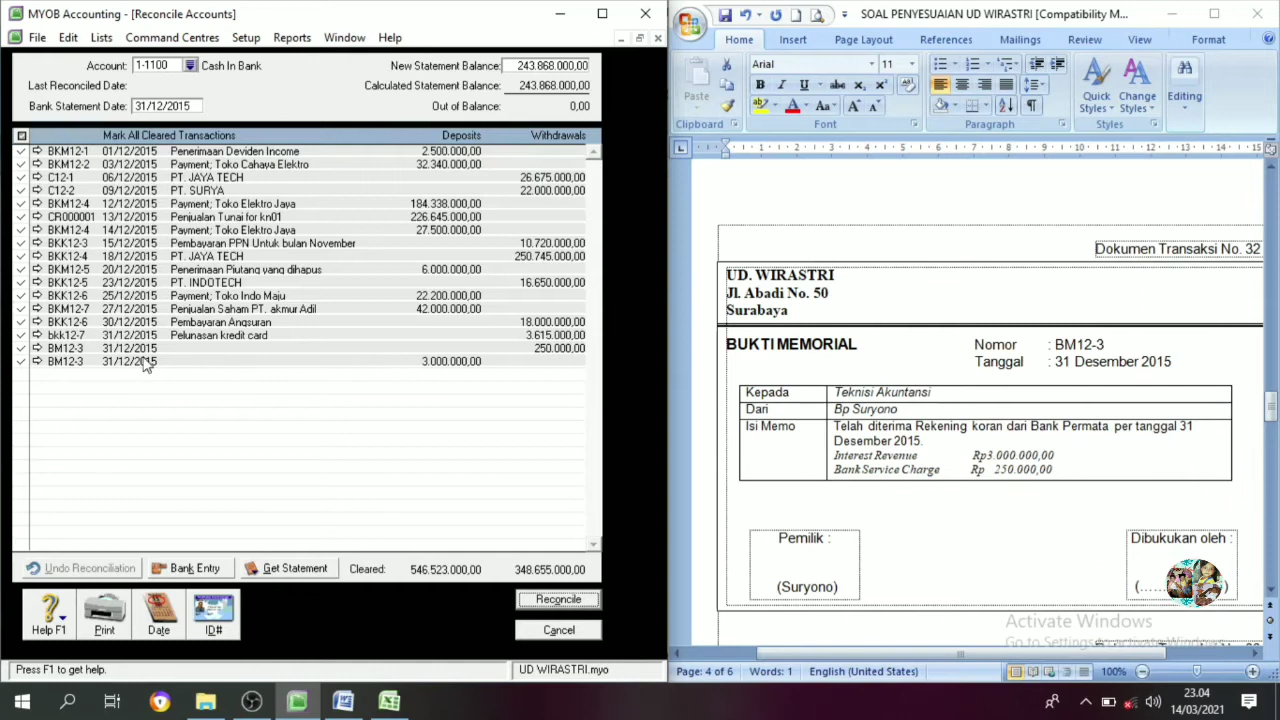 MYOB Accounting - [Reconcile Accounts]
File Edit Lists Command Centres Setup Reports Window Help
Account: 1-1100 Cash In Bank
New Statement Balance: 243.868.000,00
Last Reconciled Date:
Calculated Statement Balance: 243.868.000,00
Bank Statement Date: 31/12/2015
Out of Balance: 0,00
Mark All Cleared Transactions Deposits Withdrawals
BKM12-1 01/12/2015 Penerimaan Deviden Income 2.500.000,00
BKM12-2 03/12/2015 Payment; Toko Cahaya Elektro 32.340.000,00
C12-1 06/12/2015 PT. JAYA TECH 26.675.000,00
C12-2 09/12/2015 PT. SURYA 22.000.000,00
BKM12-4 12/12/2015 Payment; Toko Elektro Jaya 184.338.000,00
CR000001 13/12/2015 Penjualan Tunai for kn01 226.645.000,00
BKM12-4 14/12/2015 Payment; Toko Elektro Jaya 27.500.000,00
BKK12-3 15/12/2015 Pembayaran PPN Untuk bulan November 10.720.000,00
BKK12-4 18/12/2015 PT. JAYA TECH 250.745.000,00
BKM12-5 20/12/2015 Penerimaan Piutang yang dihapus 6.000.000,00
BKK12-5 23/12/2015 PT. INDOTECH 16.650.000,00
BKK12-6 25/12/2015 Payment; Toko Indo Maju 22.200.000,00
BKM12-7 27/12/2015 Penjualan Saham PT. akmur Adil 42.000.000,00
BKK12-6 30/12/2015 Pembayaran Angsuran 18.000.000,00
bkk12-7 31/12/2015 Pelunasan kredit card 3.615.000,00
BM12-3 31/12/2015 250.000,00
BM12-3 31/12/2015 3.000.000,00
Undo Reconciliation Bank Entry Get Statement Cleared: 546.523.000,00 348.655.000,00
Help F1 Print Date ID#
Reconcile
Cancel
Press F1 to get help. UD WIRASTRI.myo
SOAL PENYESUAIAN UD WIRASTRI [Compatibility M...
Home Insert Page Layout References Mailings Review View Format
Paste
Arial 11
Quick Styles
Change Styles
Editing
Clipboard Font Paragraph Styles
Dokumen Transaksi No. 32
UD. WIRASTRI
Jl. Abadi No. 50
Surabaya
BUKTI MEMORIAL
Nomor : BM12-3
Tanggal : 31 Desember 2015
Kepada Teknisi Akuntansi
Dari Bp Suryono
Isi Memo Telah diterima Rekening koran dari Bank Permata per tanggal 31
Desember 2015.
Interest Revenue Rp3.000.000,00
Bank Service Charge Rp 250.000,00
Pemilik :
Dibukukan oleh :
(Suryono)
Activate Windows
Go to Settings to activate Windows.
Page: 4 of 6 Words: 1 English (United States) 100%
23.04
14/03/2021